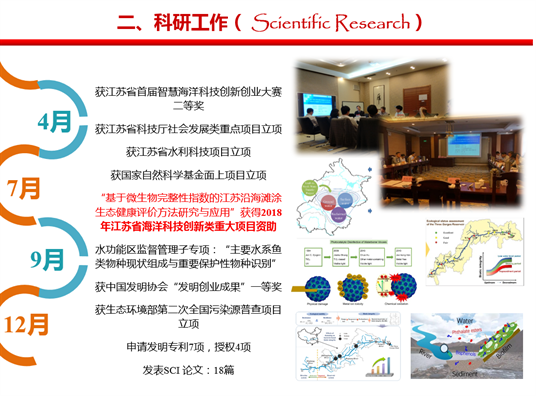 二、科研工作（ Scientific Research）
4月
7月
9月
12月
获江苏省首届智慧海洋科技创新创业大赛
二等奖
获江苏省科技厅社会发展类重点项目立项
获江苏省水利科技项目立项
获国家自然科学基金面上项目立项
“基于微生物完整性指数的江苏沿海滩涂
生态健康评价方法研究与应用”获得2018
年江苏省海洋科技创新类重大项目资助
水功能区监督管理子专项：“主要水系鱼
类物种现状组成与重要保护性物种识别”
获中国发明协会“发明创业成果”一等奖
获生态环境部第二次全国污染源普查项目
立项
申请发明专利7项，授权4项
发表SCI 论文：18篇
Water
River
Sediment